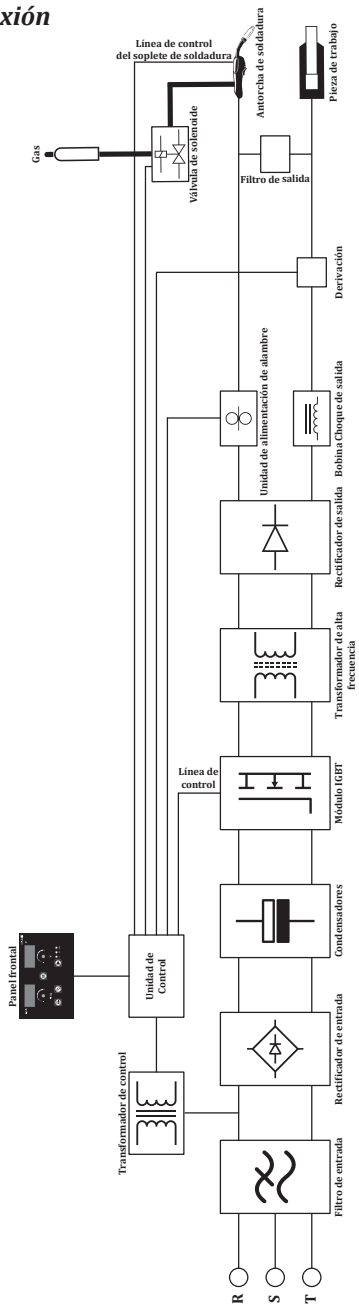 xión
Línea de control
del soplete de soldadura
Gas
Válvula de solenoide
Antorcha de soldadura
Pieza de trabajo
Filtro de salida
Derivación
Unidad de alimentación de alambre
Bobina Choque de salida
Rectificador de salida
Transformador de alta
frecuencia
Línea de
control
Módulo IGBT
Panel frontal
Unidad de
Control
Condensadores
Transformador de control
Rectificador de entrada
Filtro de entrada
R
S
T